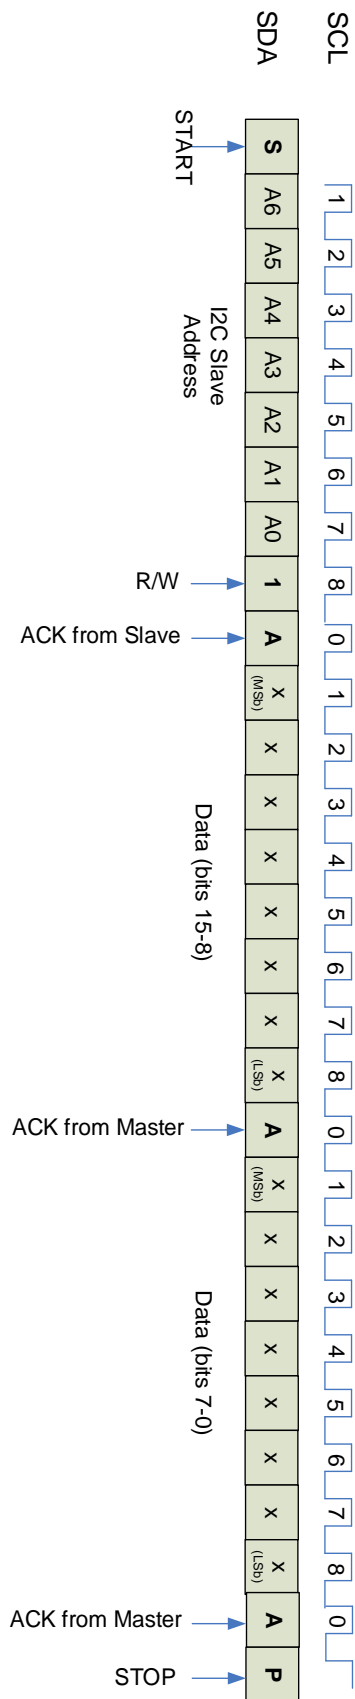 SCL
1 2 3 4 5 6 7 8 0 1 2 3 4 5 6 7 8 0 1 2 3 4 5 6 7 8 0
SDA
S A6 A5 A4 A3 A2 A1 A0 1 A X x x x x x x X A X x x x x x x X A P
(MSb) (LSb) (MSb) (LSb)
START
I2C Slave
Address
R/W
ACK from Slave
Data (bits 15-8)
ACK from Master
Data (bits 7-0)
ACK from Master
STOP